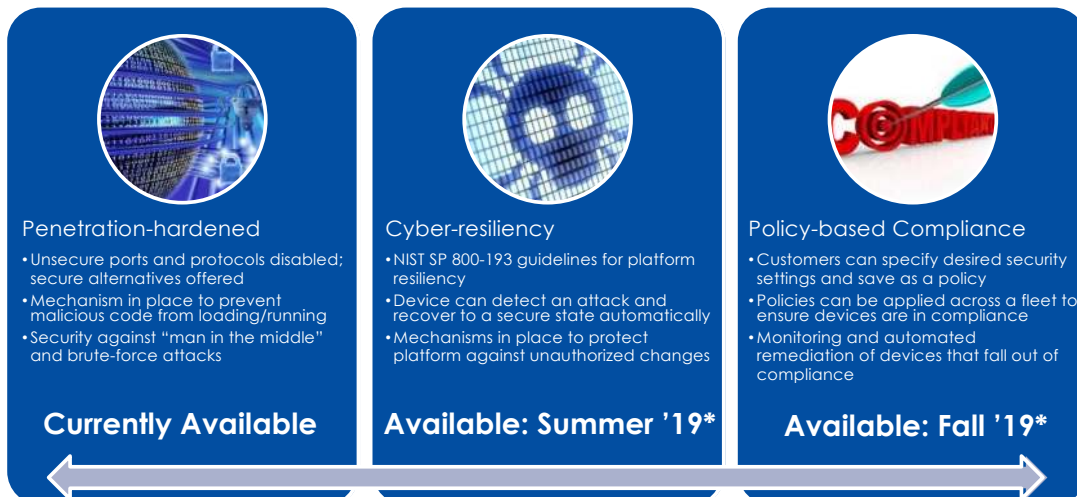 Penetration-hardened
• Unsecure ports and protocols disabled;
secure alternatives offered
• Mechanism in place to prevent
malicious code from loading/running
• Security against “man in the middle”
and brute-force attacks
Currently Available
Cyber-resiliency
• NIST SP 800-193 guidelines for platform
resiliency
• Device can detect an attack and
recover to a secure state automatically
• Mechanisms in place to protect
platform against unauthorized changes
Available: Summer ’19*
COMPLIANC
Policy-based Compliance
• Customers can specify desired security
settings and save as a policy
• Policies can be applied across a fleet to
ensure devices are in compliance
• Monitoring and automated
remediation of devices that fall out of
compliance
Available: Fall ’19*